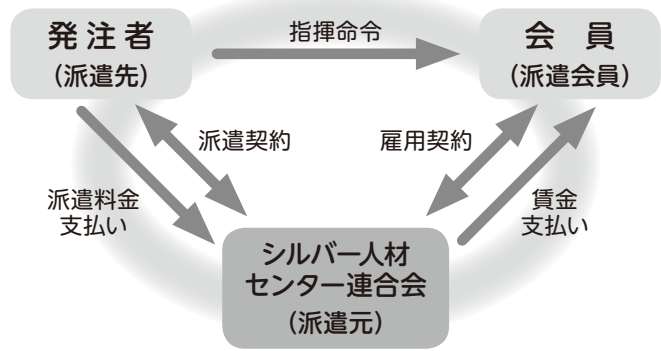 発注者
(派遣先)
指揮命令
会　員
(派遣会員)
派遣契約
雇用契約
派遣料金
支払い
賃金
支払い
シルバー人材
センター連合会
(派遣元)